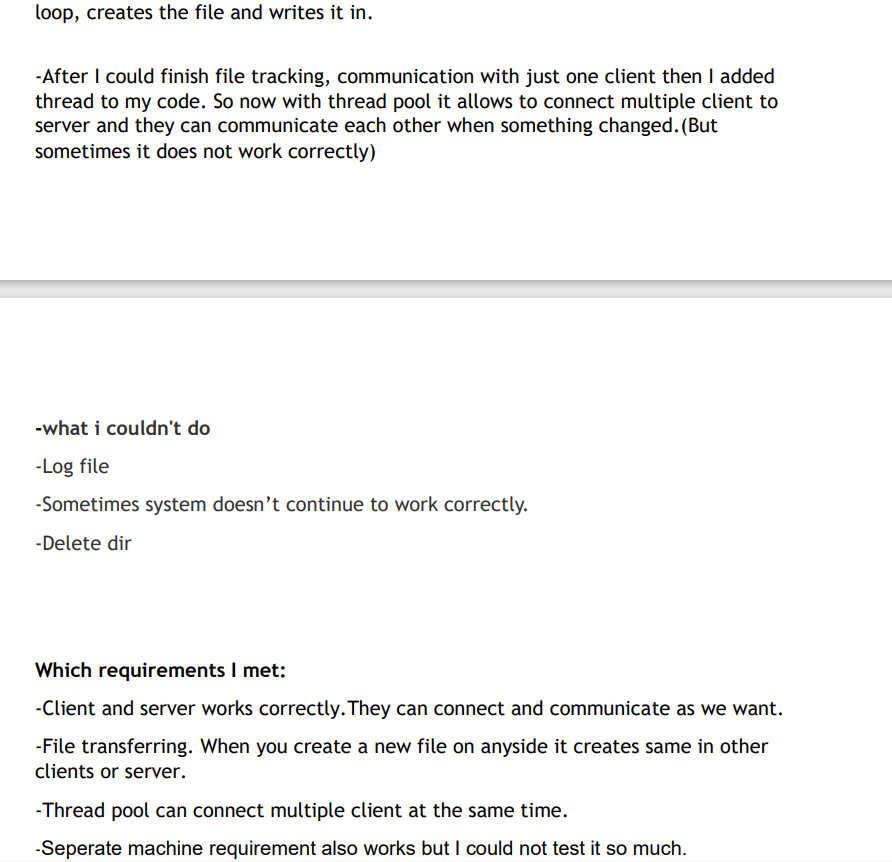 loop, creates the file and writes it in.
-After I could finish file tracking, communication with just one client then I added
thread to my code. So now with thread pool it allows to connect multiple client to
server and they can communicate each other when something changed.(But
sometimes it does not work correctly)
-what i couldn't do
-Log file
-Sometimes system doesn’t continue to work correctly.
-Delete dir
Which requirements I met:
-Client and server works correctly.They can connect and communicate as we want.
-File transferring. When you create a new file on anyside it creates same in other
clients or server.
-Thread pool can connect multiple client at the same time.
-Seperate machine requirement also works but I could not test it so much.